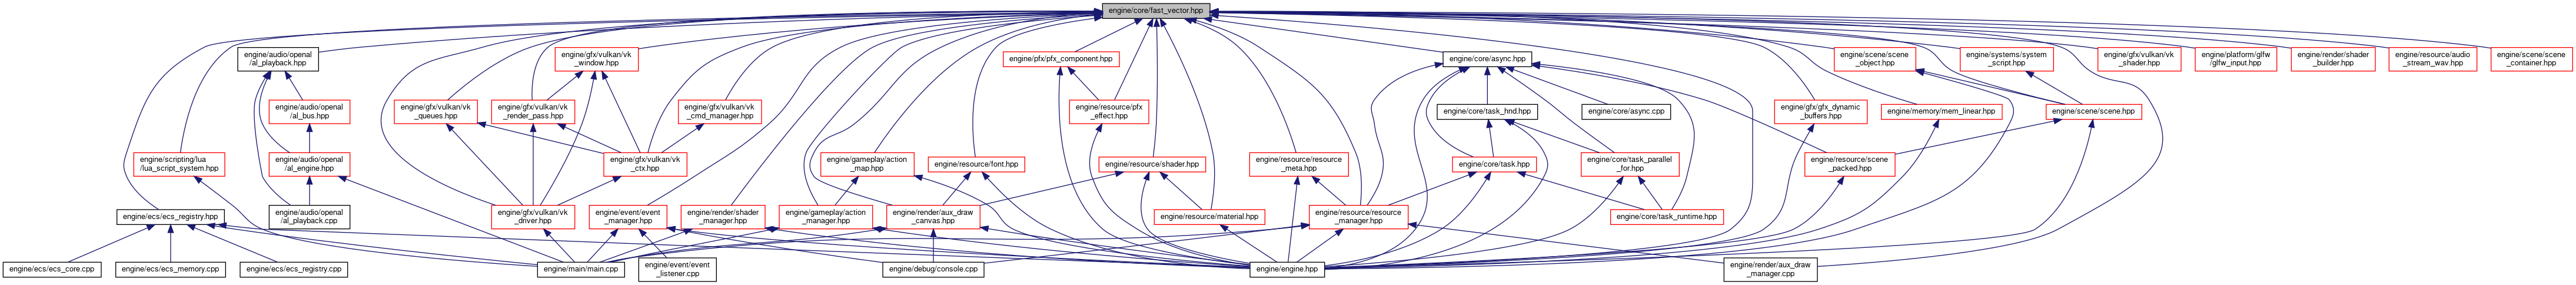 engine/core/fast_vector.hpp
engine/audio/openal
/al_playback.hpp
engine/gfx/vulkan/vk
_window.hpp
engine/pfx/pfx_component.hpp
engine/core/async.hpp
engine/scene/scene
_object.hpp
engine/systems/system
_script.hpp
engine/gfx/vulkan/vk
_shader.hpp
engine/platform/glfw
/glfw_input.hpp
engine/render/shader
_builder.hpp
engine/resource/audio
_stream_wav.hpp
engine/scene/scene
_container.hpp
engine/audio/openal
/al_bus.hpp
engine/gfx/vulkan/vk
_queues.hpp
engine/gfx/vulkan/vk
_render_pass.hpp
engine/gfx/vulkan/vk
_cmd_manager.hpp
engine/resource/pfx
_effect.hpp
engine/core/task_hnd.hpp
engine/core/async.cpp
engine/gfx/gfx_dynamic
_buffers.hpp
engine/memory/mem_linear.hpp
engine/scene/scene.hpp
engine/scripting/lua
/lua_script_system.hpp
engine/audio/openal
/al_engine.hpp
engine/gfx/vulkan/vk
_ctx.hpp
engine/gameplay/action
_map.hpp
engine/resource/font.hpp
engine/resource/shader.hpp
engine/resource/resource
_meta.hpp
engine/core/task.hpp
engine/core/task_parallel
_for.hpp
engine/resource/scene
_packed.hpp
engine/ecs/ecs_registry.hpp
engine/audio/openal
/al_playback.cpp
engine/gfx/vulkan/vk
_driver.hpp
engine/event/event
_manager.hpp
engine/render/shader
_manager.hpp
engine/gameplay/action
_manager.hpp
engine/render/aux_draw
_canvas.hpp
engine/resource/material.hpp
engine/resource/resource
_manager.hpp
engine/core/task_runtime.hpp
engine/ecs/ecs_core.cpp
engine/ecs/ecs_memory.cpp
engine/ecs/ecs_registry.cpp
engine/main/main.cpp
engine/event/event
_listener.cpp
engine/debug/console.cpp
engine/engine.hpp
engine/render/aux_draw
_manager.cpp